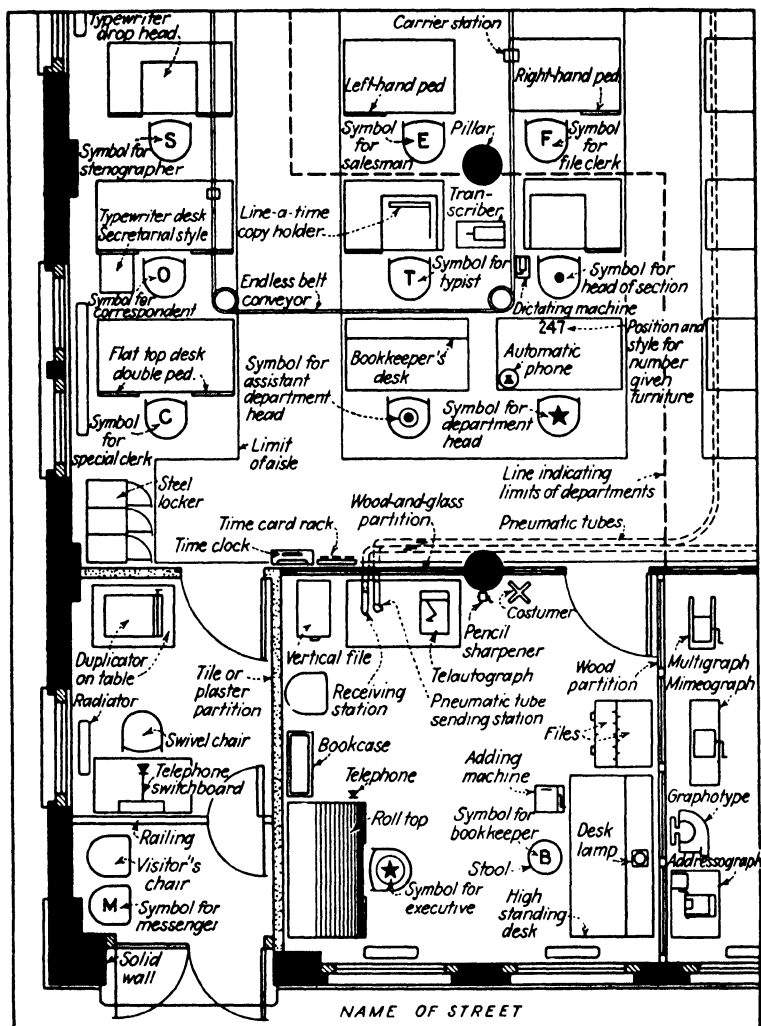 Typewriter
drop head
Carrier station
Left-hand ped
Right-hand ped.
S
E
F
Symbol for
stenographer
Symbol
for
salesman
Pillar
Symbol
for
file clerk
Typewriter desk
Secretarial style
Line-a-time
copy holder
Tran-
scriber
O
T
Symbol for
correspondent
Endless belt
conveyor
Symbol for
typist
Symbol for
head of section
Dictating machine
247
Position and
style for
number
given
furniture
Flat top desk
double ped.
Symbol for
assistant
department
head
Bookkeeper's
desk
Automatic
phone
C
Symbol
for
special clerk
Symbol for
department
head
Limit
of aisle
Steel
locker
Line indicating
limits of departments
Wood-and-glass
partition
Pneumatic tubes
Time card rack
Time clock
Duplicator
on table
Tile or
plaster
partition
Vertical file
Telautograph
Pencil
sharpener
Costumer
Wood
partition
Multigraph
Mimeograph
Radiator
Receiving
station
Pneumatic tube
sending station
Files
Swivel chair
Bookcase
Telephone
switchboard
Telephone
Adding
machine
Graphotype
Railing
Roll top
Symbol for
bookkeeper
Desk
lamp
Visitor's
chair
B
Stool
Addressograph
M
Symbol for
messenger
Symbol for
executive
High
standing
desk
Solid
wall
NAME OF STREET